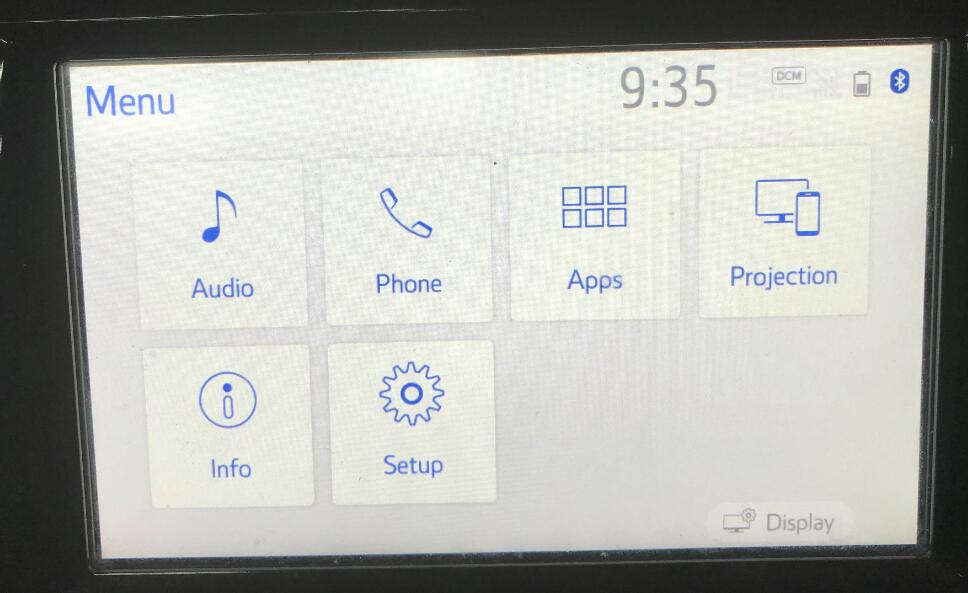 Menu
9:35
DCM
Audio
Phone
Apps
Projection
Info
Setup
Display